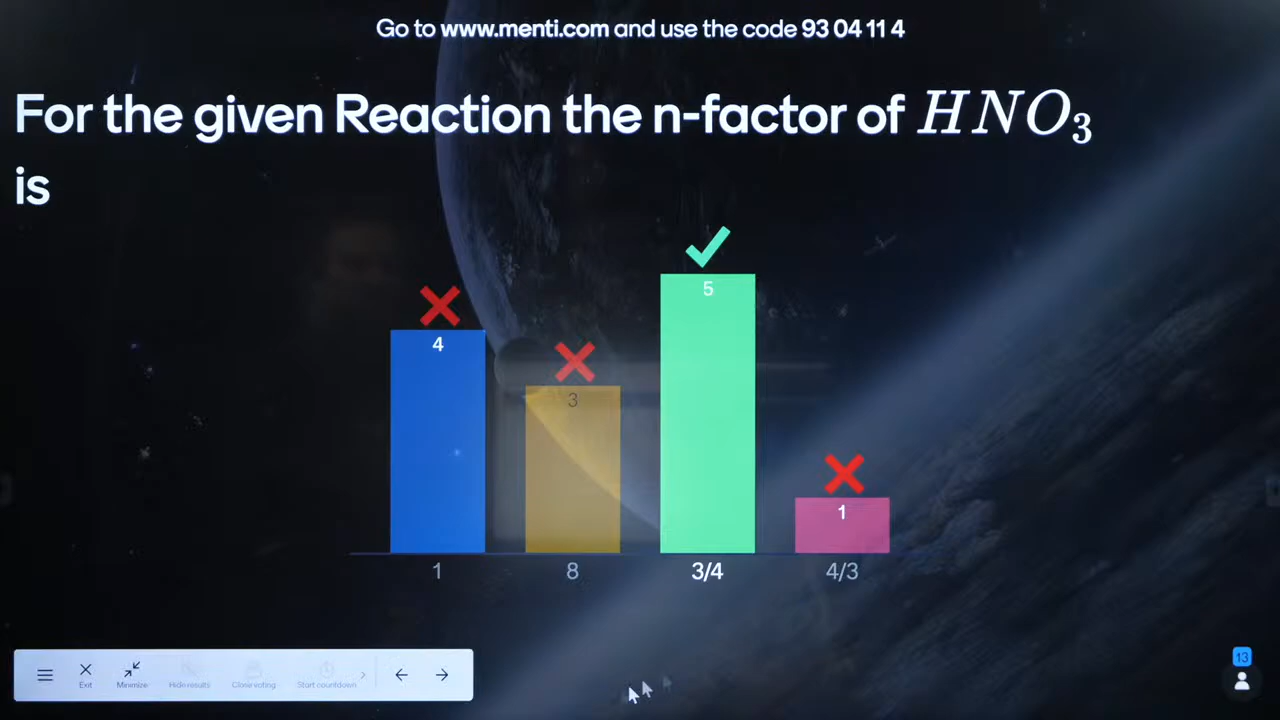 Go to www.menti.com and use the code 93 04 11 4
For the given Reaction the n-factor of HNO₃
is
4
3
5
1
1
8
3/4
4/3
Exit
Minimize
Hide results
Close voting
Start countdown
13